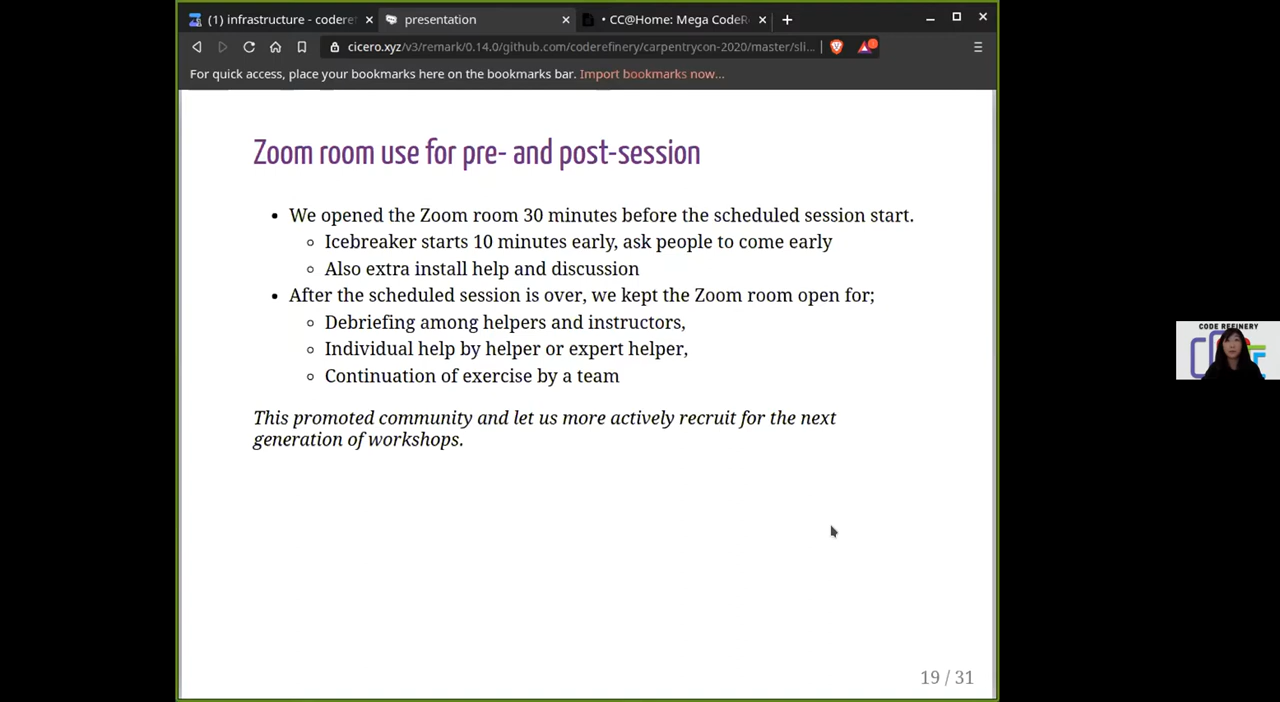 (1) infrastructure - coderef
presentation
• CC@Home: Mega CodeR
cicero.xyz/v3/remark/0.14.0/github.com/coderefinery/carpentrycon-2020/master/sli...
For quick access, place your bookmarks here on the bookmarks bar. Import bookmarks now...
Zoom room use for pre- and post-session
• We opened the Zoom room 30 minutes before the scheduled session start.
◦ Icebreaker starts 10 minutes early, ask people to come early
◦ Also extra install help and discussion
• After the scheduled session is over, we kept the Zoom room open for;
◦ Debriefing among helpers and instructors,
◦ Individual help by helper or expert helper,
◦ Continuation of exercise by a team
This promoted community and let us more actively recruit for the next
generation of workshops.
19 / 31
CODE REFINERY